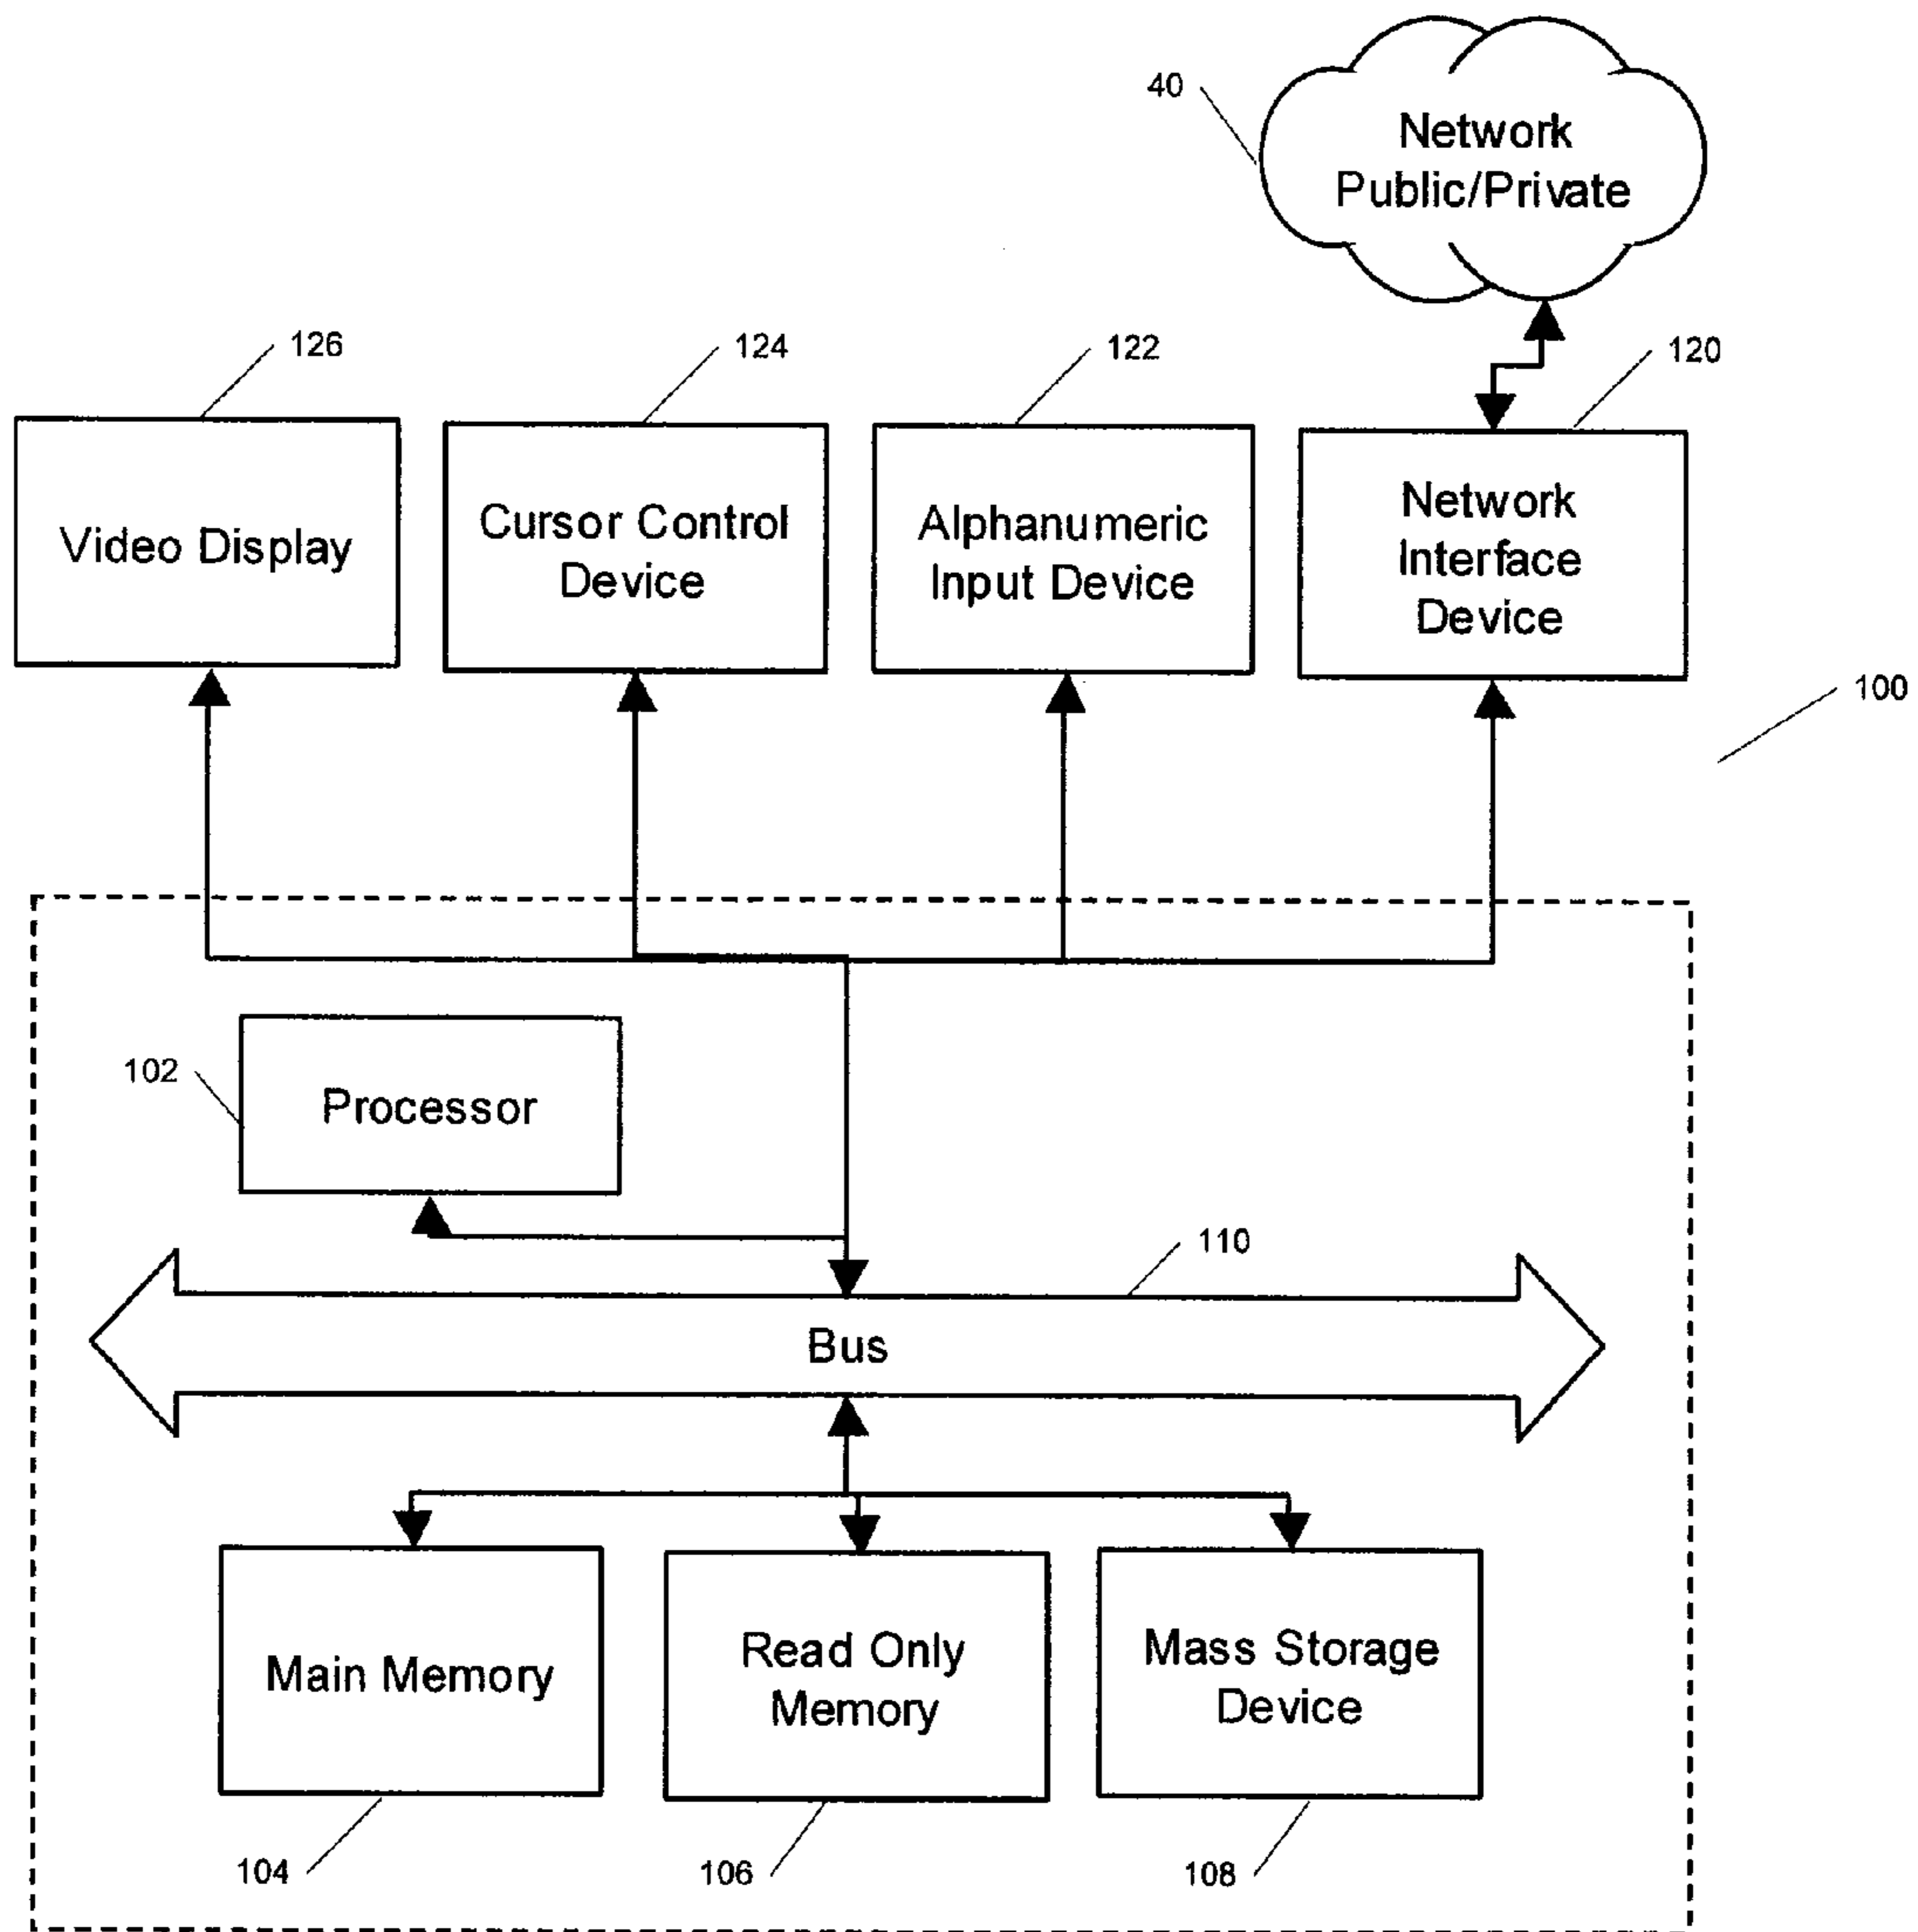 40
Network
Public/Private
126
124
122
120
Video Display
Cursor Control
Device
Alphanumeric
Input Device
Network
Interface
Device
100
102
Processor
110
Bus
Main Memory
Read Only
Memory
Mass Storage
Device
104
106
108